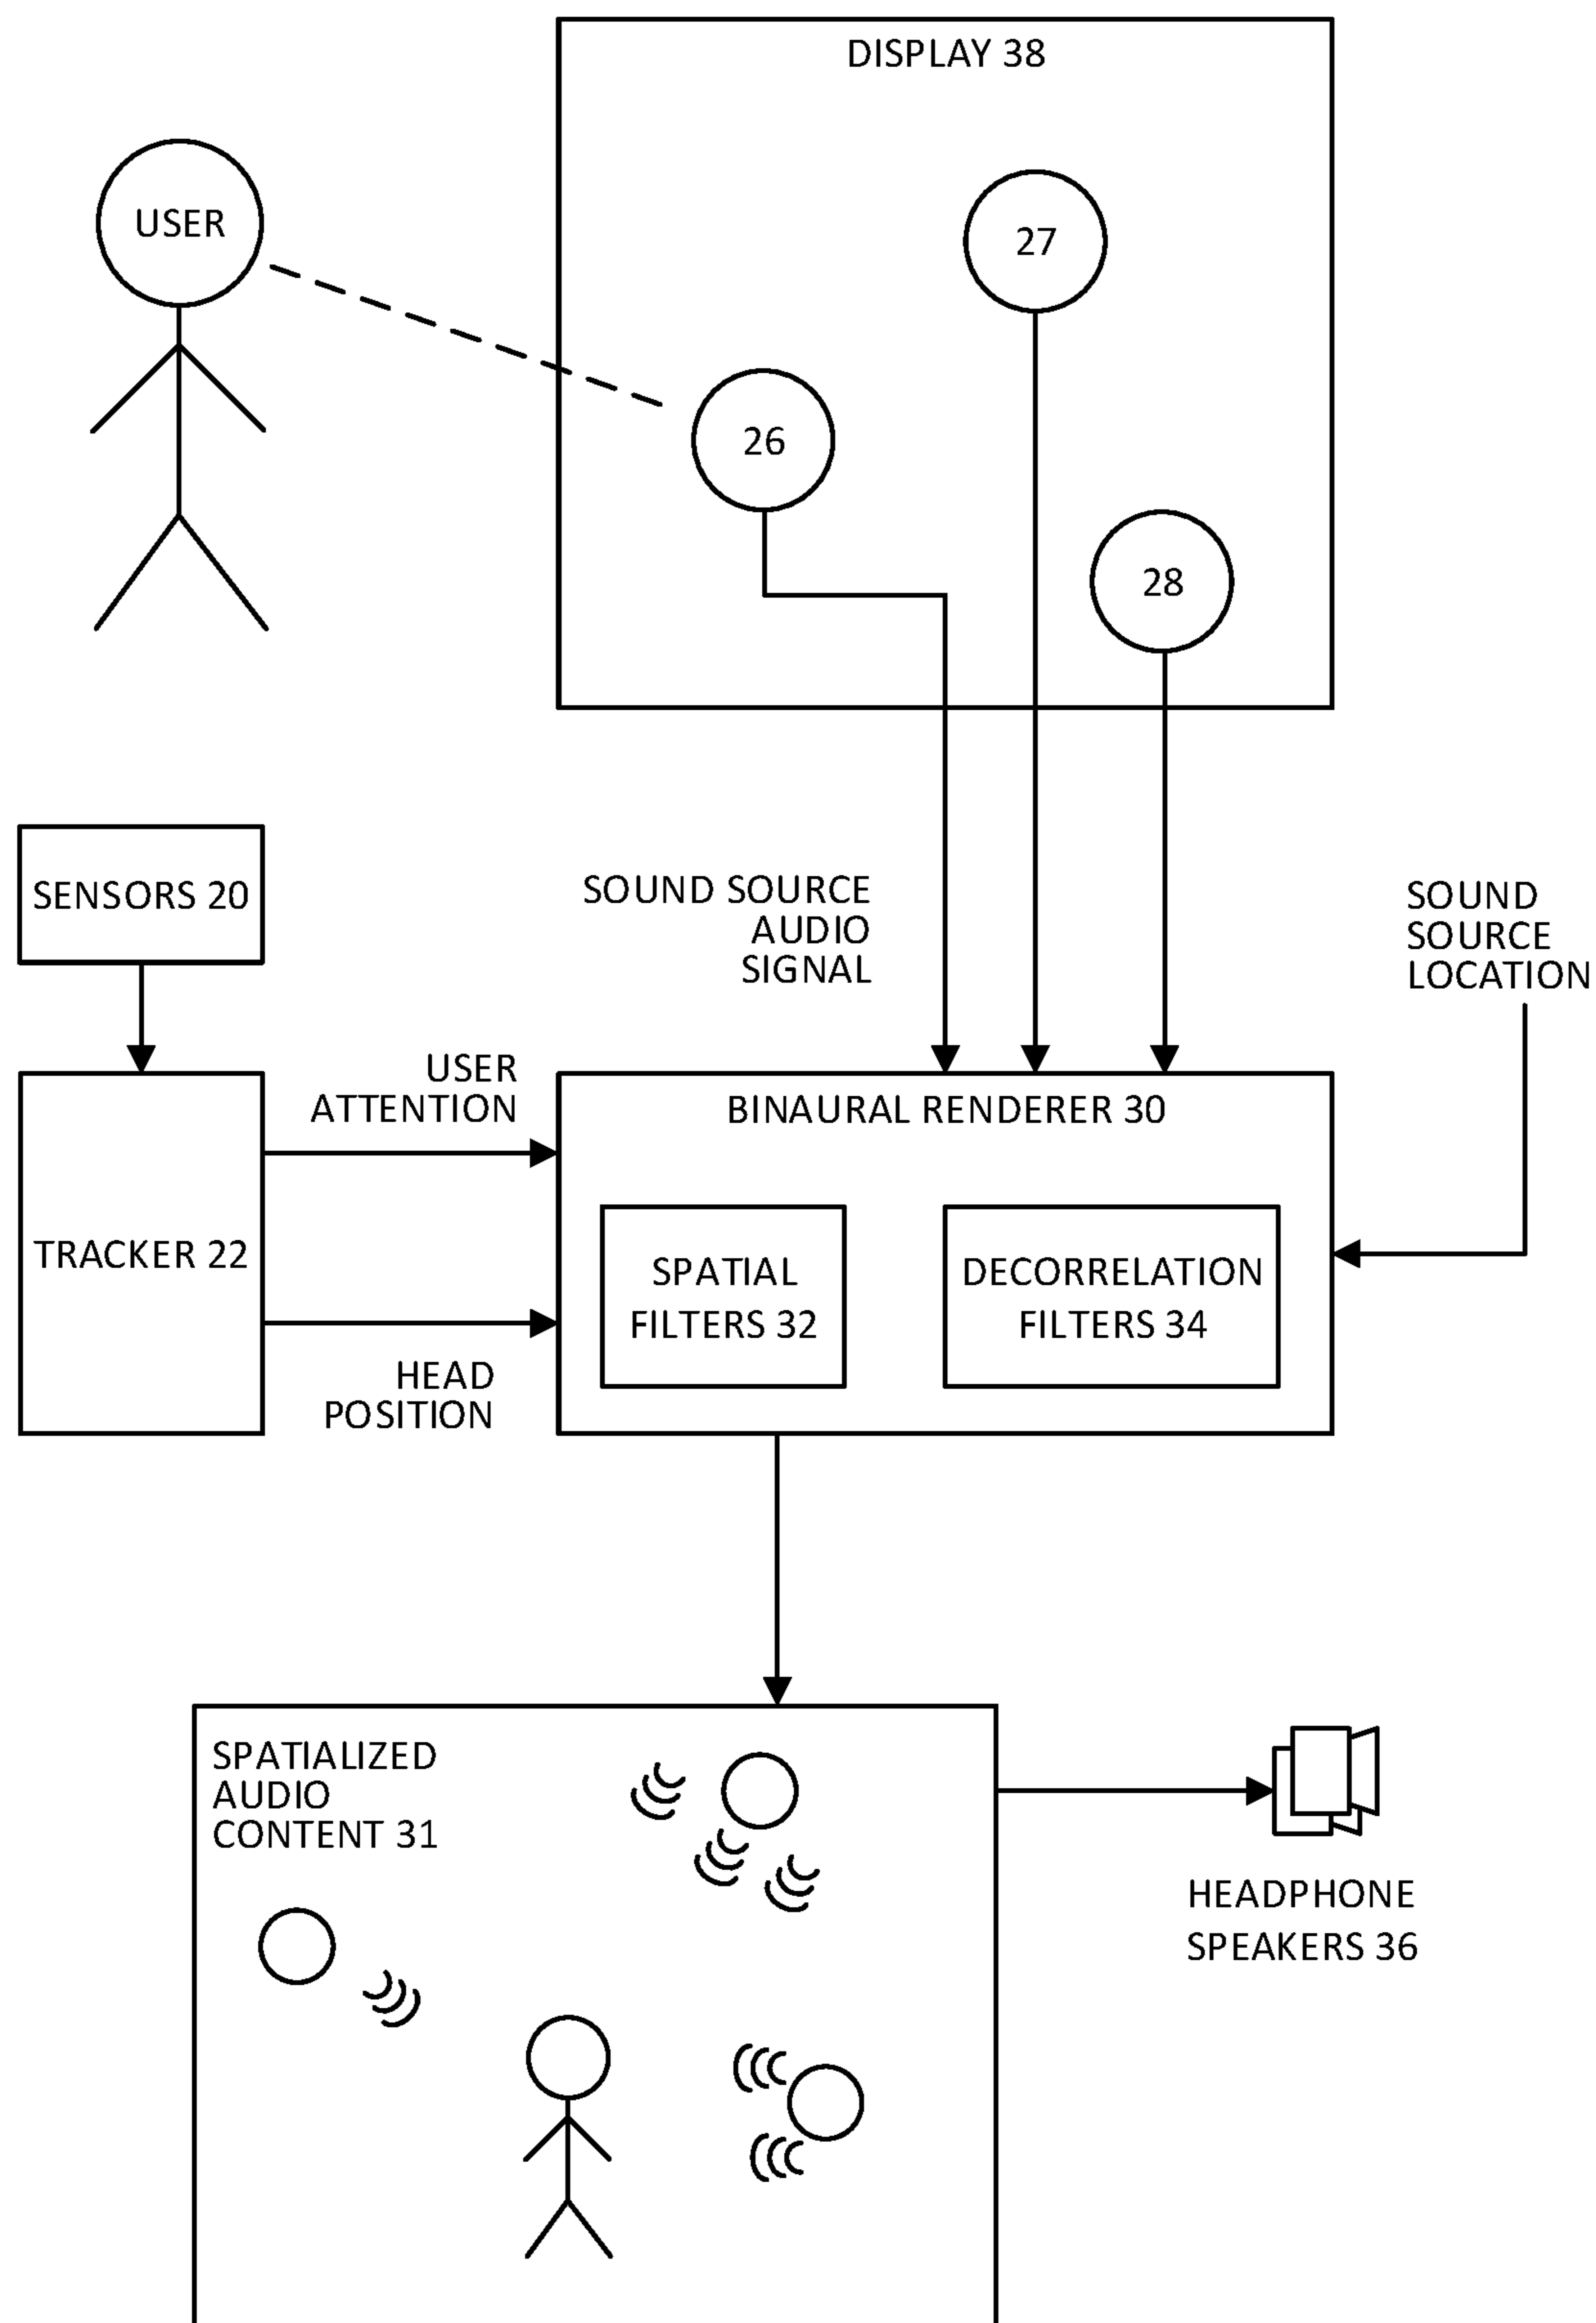 DISPLAY 38
USER
27
26
28
SENSORS 20
SOUND SOURCE
AUDIO
SIGNAL
SOUND
SOURCE
LOCATION
USER
ATTENTION
TRACKER 22
HEAD
POSITION
BINAURAL RENDERER 30
SPATIAL
FILTERS 32
DECORRELATION
FILTERS 34
SPATIALIZED
AUDIO
CONTENT 31
HEADPHONE
SPEAKERS 36